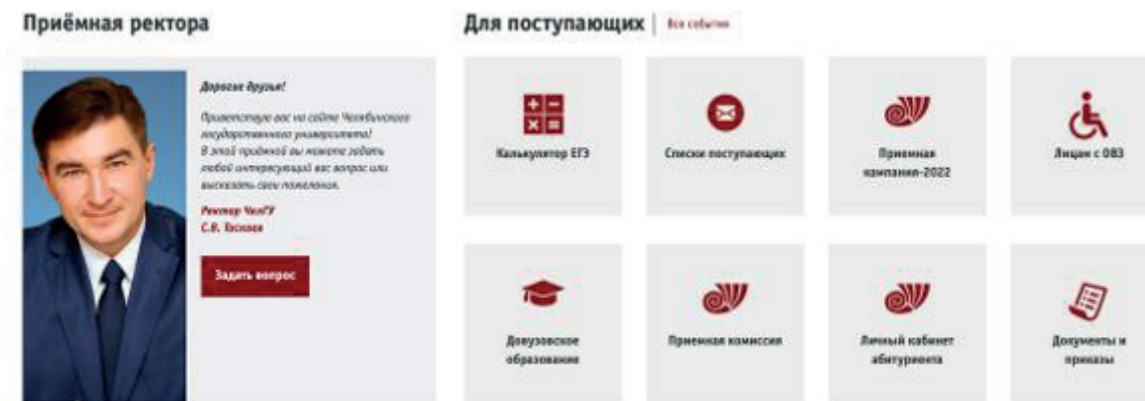 Приёмная ректора
Для поступающих | Все события
Дорогие друзья!
Приветствую вас на сайте Челябинского
государственного университета!
В этой приёмной вы можете задать
любой интересующий вас вопрос или
высказать свои пожелания.
Ректор ЧелГУ
С.В. Таскаев
Задать вопрос
Калькулятор ЕГЭ
Списки поступающих
Приемная
кампания-2022
Лицам с ОВЗ
Довузовское
образование
Приемная комиссия
Личный кабинет
абитуриента
Документы и
приказы